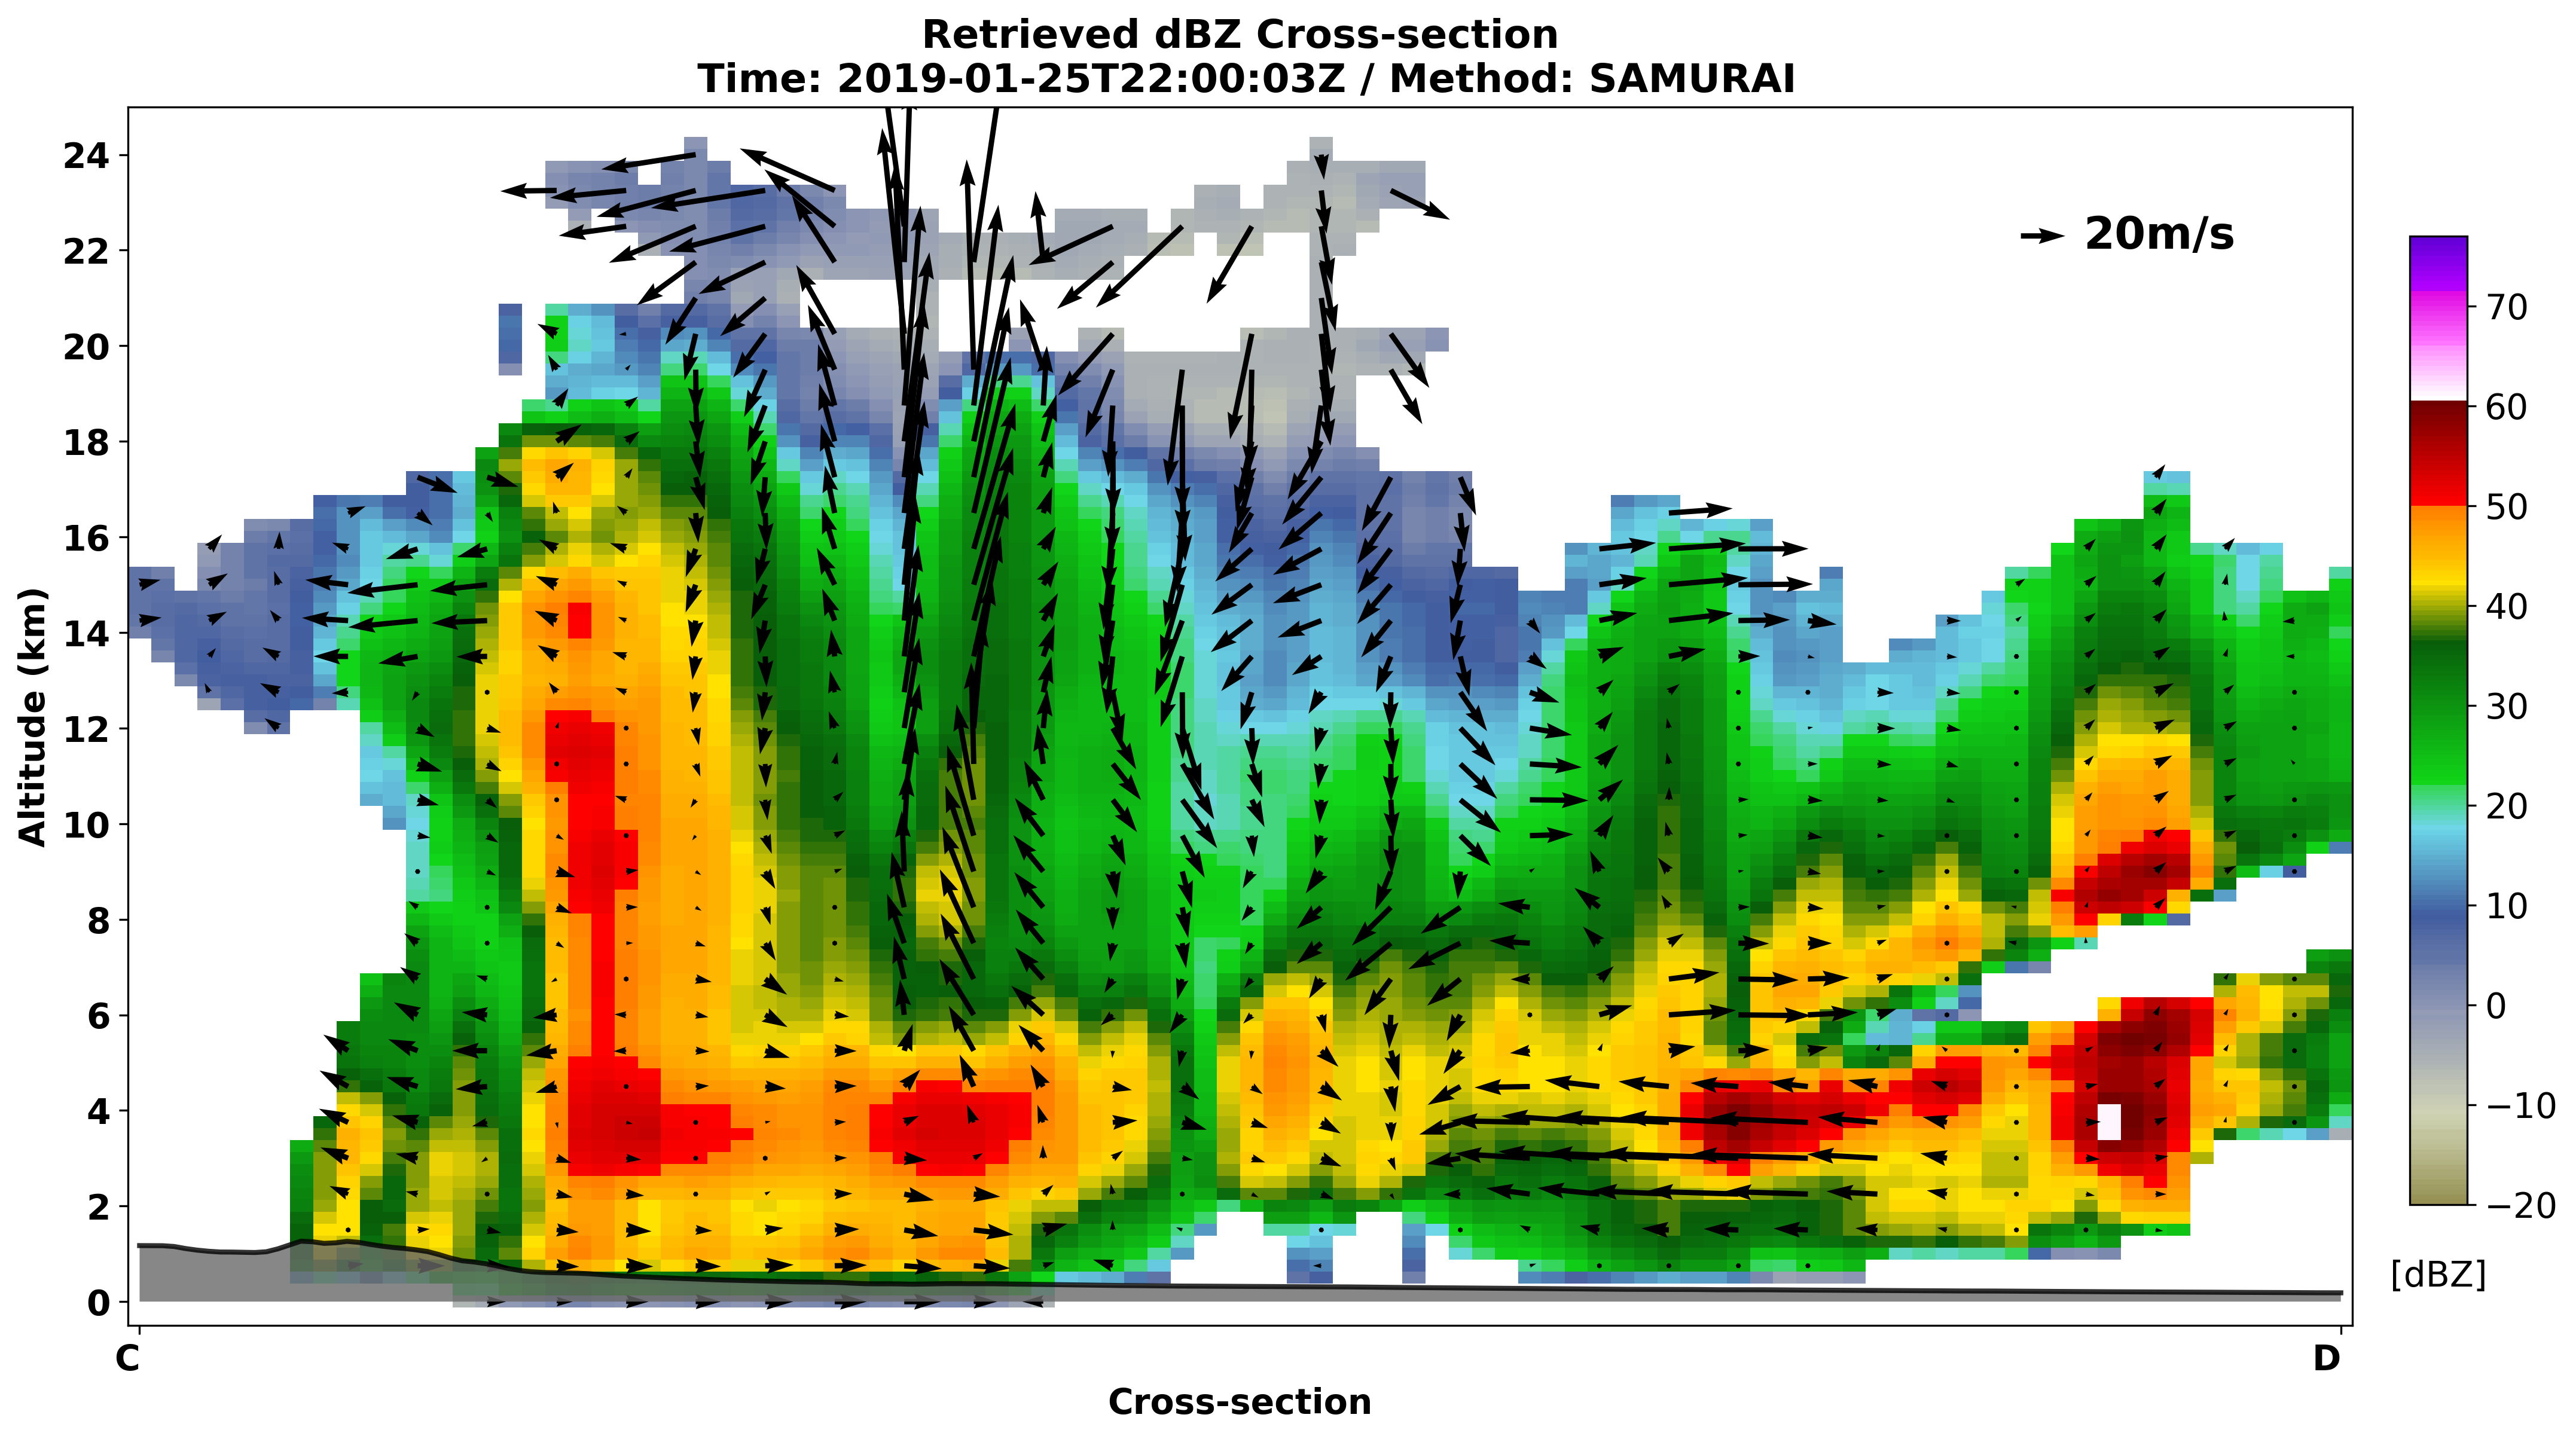 Retrieved dBZ Cross-section
Time: 2019-01-25T22:00:03Z / Method: SAMURAI
20m/s
Altitude (km)
24
22
20
18
16
14
12
10
8
6
4
2
0
C
D
Cross-section
70
60
50
40
30
20
10
0
−10
−20
[dBZ]